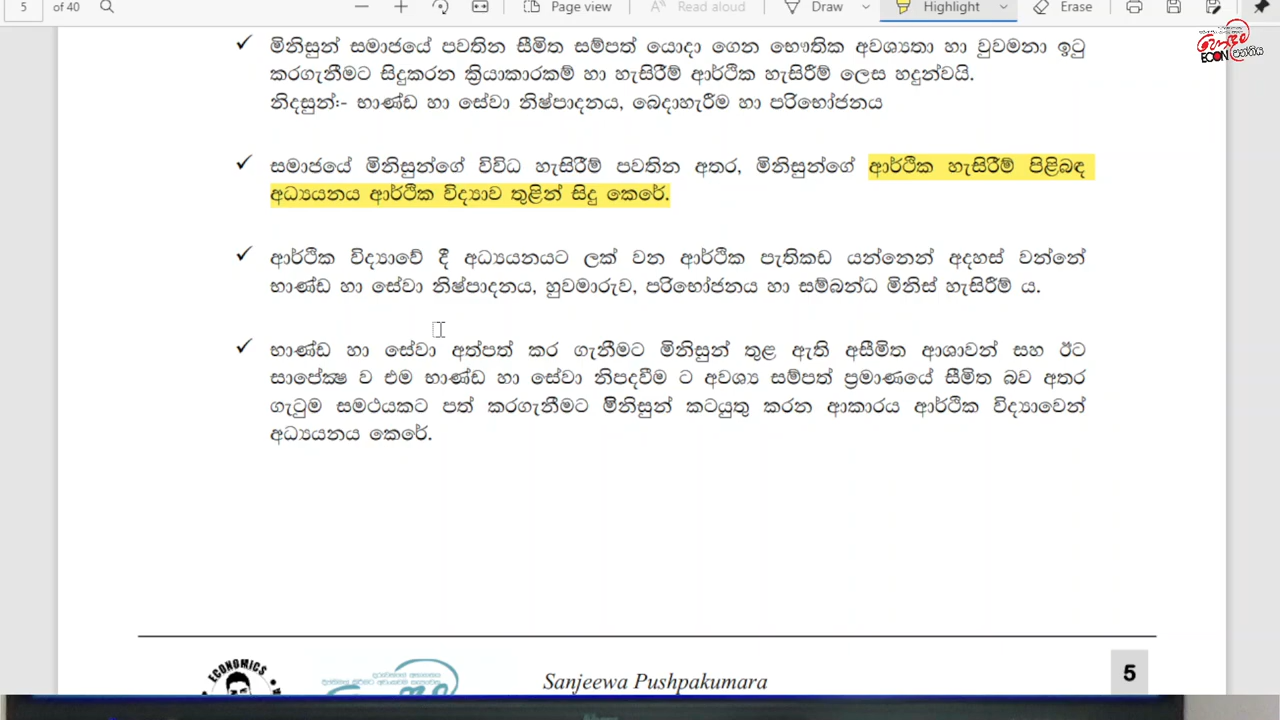 5 of 40 Page view Read aloud Draw Highlight Erase
ECON
මිනිසුන් සමාජයේ පවතින සීමිත සම්පත් යොදා ගෙන භෞතික අවශ්‍යතා හා වුවමනා ඉටු
කරගැනීමට සිදුකරන ක්‍රියාකාරකම් හා හැසිරීම් ආර්ථික හැසිරීම් ලෙස හදුන්වයි.
නිදසුන්:- භාණ්ඩ හා සේවා නිෂ්පාදනය, බෙදාහැරීම හා පරිභෝජනය
සමාජයේ මිනිසුන්ගේ විවිධ හැසිරීම් පවතින අතර, මිනිසුන්ගේ ආර්ථික හැසිරීම් පිළිබඳ
අධ්‍යයනය ආර්ථික විද්‍යාව තුළින් සිදු කෙරේ.
ආර්ථික විද්‍යාවේ දී අධ්‍යයනයට ලක් වන ආර්ථික පැතිකඩ යන්නෙන් අදහස් වන්නේ
භාණ්ඩ හා සේවා නිෂ්පාදනය, හුවමාරුව, පරිභෝජනය හා සම්බන්ධ මිනිස් හැසිරීම් ය.
භාණ්ඩ හා සේවා අත්පත් කර ගැනීමට මිනිසුන් තුළ ඇති අසීමිත ආශාවන් සහ ඊට
සාපේක්‍ෂ ව එම භාණ්ඩ හා සේවා නිපදවීම ට අවශ්‍ය සම්පත් ප්‍රමාණයේ සීමිත බව අතර
ගැටුම සමථයකට පත් කරගැනීමට මිනිසුන් කටයුතු කරන ආකාරය ආර්ථික විද්‍යාවෙන්
අධ්‍යයනය කෙරේ.
ECONOMICS
Sanjeewa Pushpakumara
5